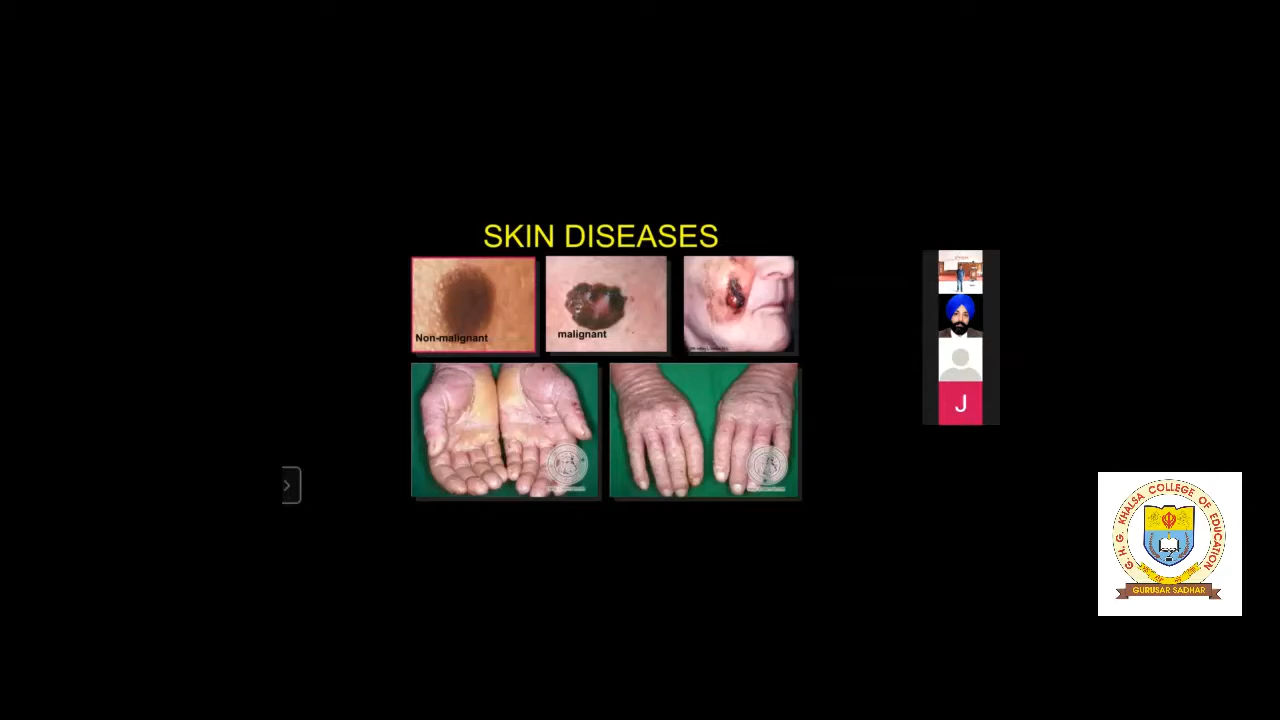 SKIN DISEASES
Non-malignant
malignant
J
G. H. G. KHALSA COLLEGE OF EDUCATION
GURUSAR SADHAR